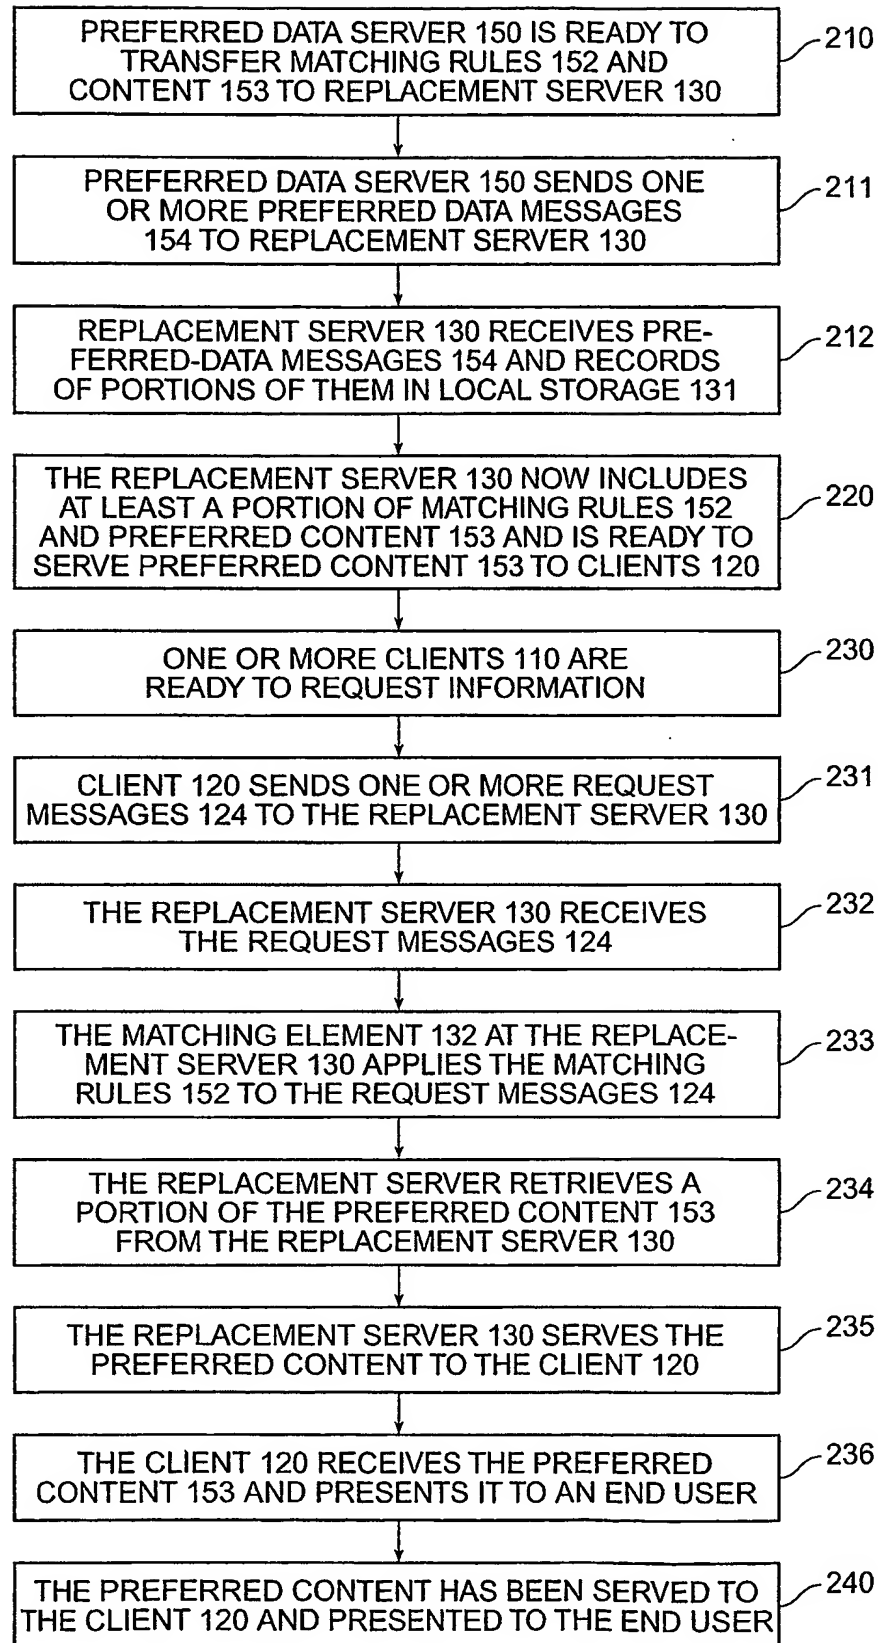 PREFERRED DATA SERVER 150 IS READY TO
TRANSFER MATCHING RULES 152 AND
CONTENT 153 TO REPLACEMENT SERVER 130
210
PREFERRED DATA SERVER 150 SENDS ONE
OR MORE PREFERRED DATA MESSAGES
154 TO REPLACEMENT SERVER 130
211
REPLACEMENT SERVER 130 RECEIVES PRE-
FERRED-DATA MESSAGES 154 AND RECORDS
OF PORTIONS OF THEM IN LOCAL STORAGE 131
212
THE REPLACEMENT SERVER 130 NOW INCLUDES
AT LEAST A PORTION OF MATCHING RULES 152
AND PREFERRED CONTENT 153 AND IS READY TO
SERVE PREFERRED CONTENT 153 TO CLIENTS 120
220
ONE OR MORE CLIENTS 110 ARE
READY TO REQUEST INFORMATION
230
CLIENT 120 SENDS ONE OR MORE REQUEST
MESSAGES 124 TO THE REPLACEMENT SERVER 130
231
THE REPLACEMENT SERVER 130 RECEIVES
THE REQUEST MESSAGES 124
232
THE MATCHING ELEMENT 132 AT THE REPLACE-
MENT SERVER 130 APPLIES THE MATCHING
RULES 152 TO THE REQUEST MESSAGES 124
233
THE REPLACEMENT SERVER RETRIEVES A
PORTION OF THE PREFERRED CONTENT 153
FROM THE REPLACEMENT SERVER 130
234
THE REPLACEMENT SERVER 130 SERVES THE
PREFERRED CONTENT TO THE CLIENT 120
235
THE CLIENT 120 RECEIVES THE PREFERRED
CONTENT 153 AND PRESENTS IT TO AN END USER
236
THE PREFERRED CONTENT HAS BEEN SERVED TO
THE CLIENT 120 AND PRESENTED TO THE END USER
240